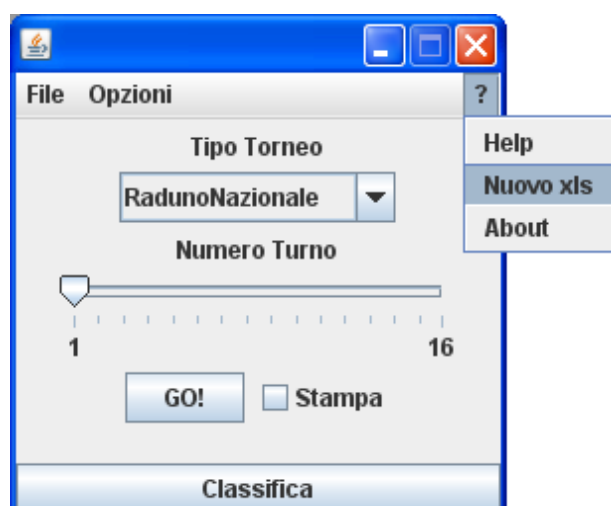 File Opzioni ?
Help
Nuovo xls
About
Tipo Torneo
RadunoNazionale
Numero Turno
1 16
GO! Stampa
Classifica